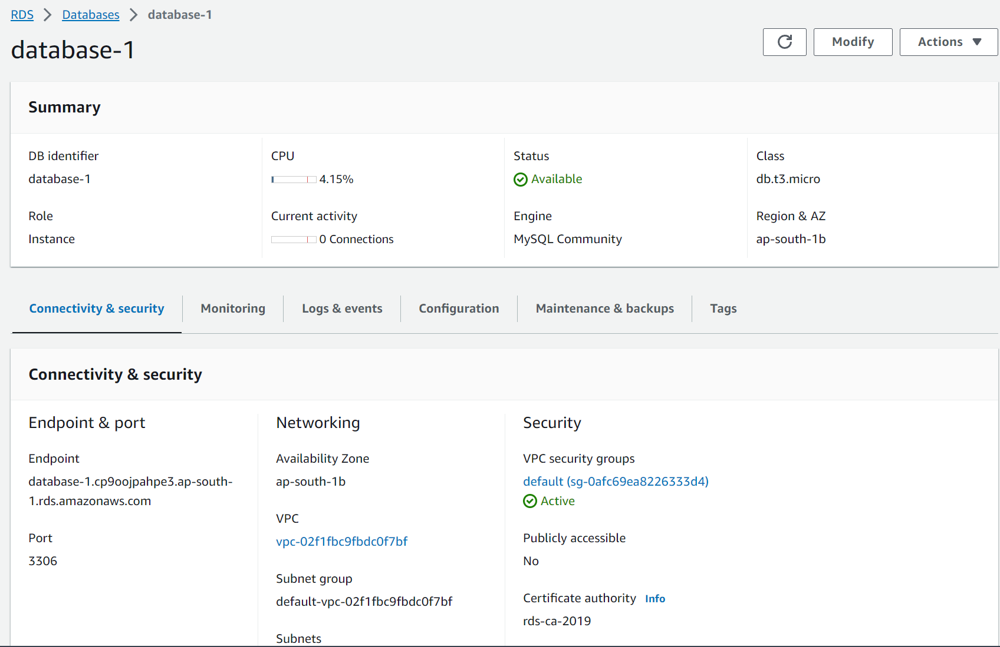 RDS > Databases > database-1
database-1
Modify
Actions
Summary
DB identifier
database-1
CPU
4.15%
Status
Available
Class
db.t3.micro
Role
Instance
Current activity
0 Connections
Engine
MySQL Community
Region & AZ
ap-south-1b
Connectivity & security
Monitoring
Logs & events
Configuration
Maintenance & backups
Tags
Connectivity & security
Endpoint & port
Endpoint
database-1.cp9oojpahpe3.ap-south-
1.rds.amazonaws.com
Port
3306
Networking
Availability Zone
ap-south-1b
VPC
vpc-02f1fbc9fbdc0f7bf
Subnet group
default-vpc-02f1fbc9fbdc0f7bf
Subnets
Security
VPC security groups
default (sg-0afc69ea8226333d4)
Active
Publicly accessible
No
Certificate authority Info
rds-ca-2019